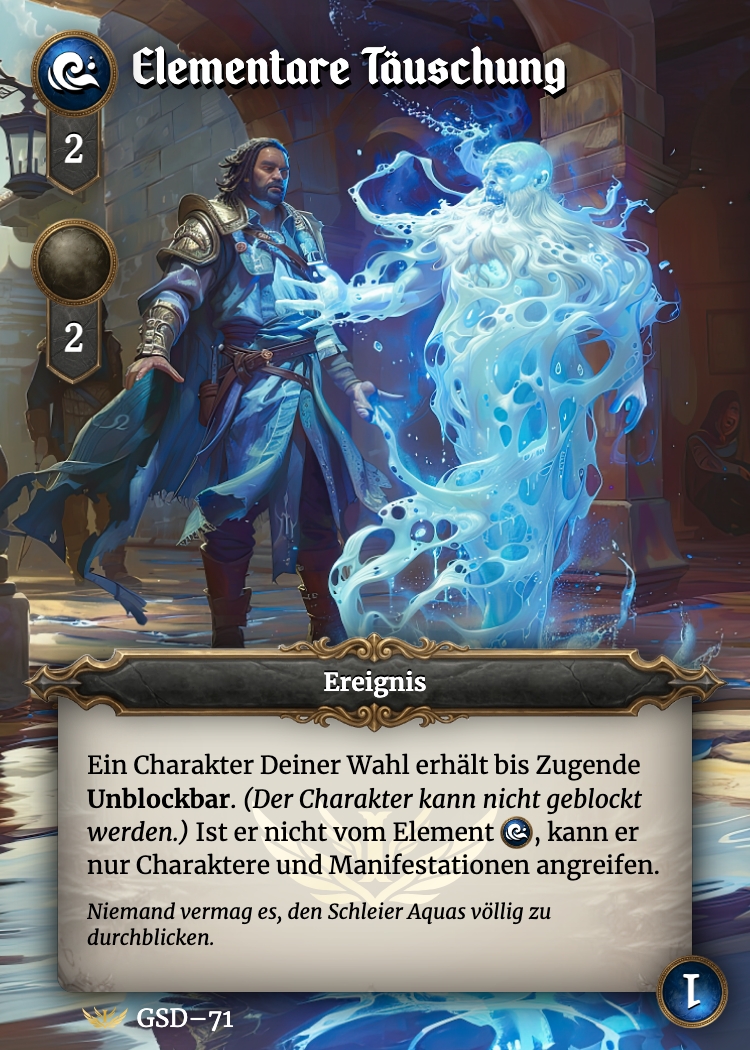 Elementare Täuschung
2
2
Ereignis
Ein Charakter Deiner Wahl erhält bis Zugende
Unblockbar. (Der Charakter kann nicht geblockt
werden.) Ist er nicht vom Element , kann er
nur Charaktere und Manifestationen angreifen.
Niemand vermag es, den Schleier Aquas völlig zu
durchblicken.
1
GSD–71